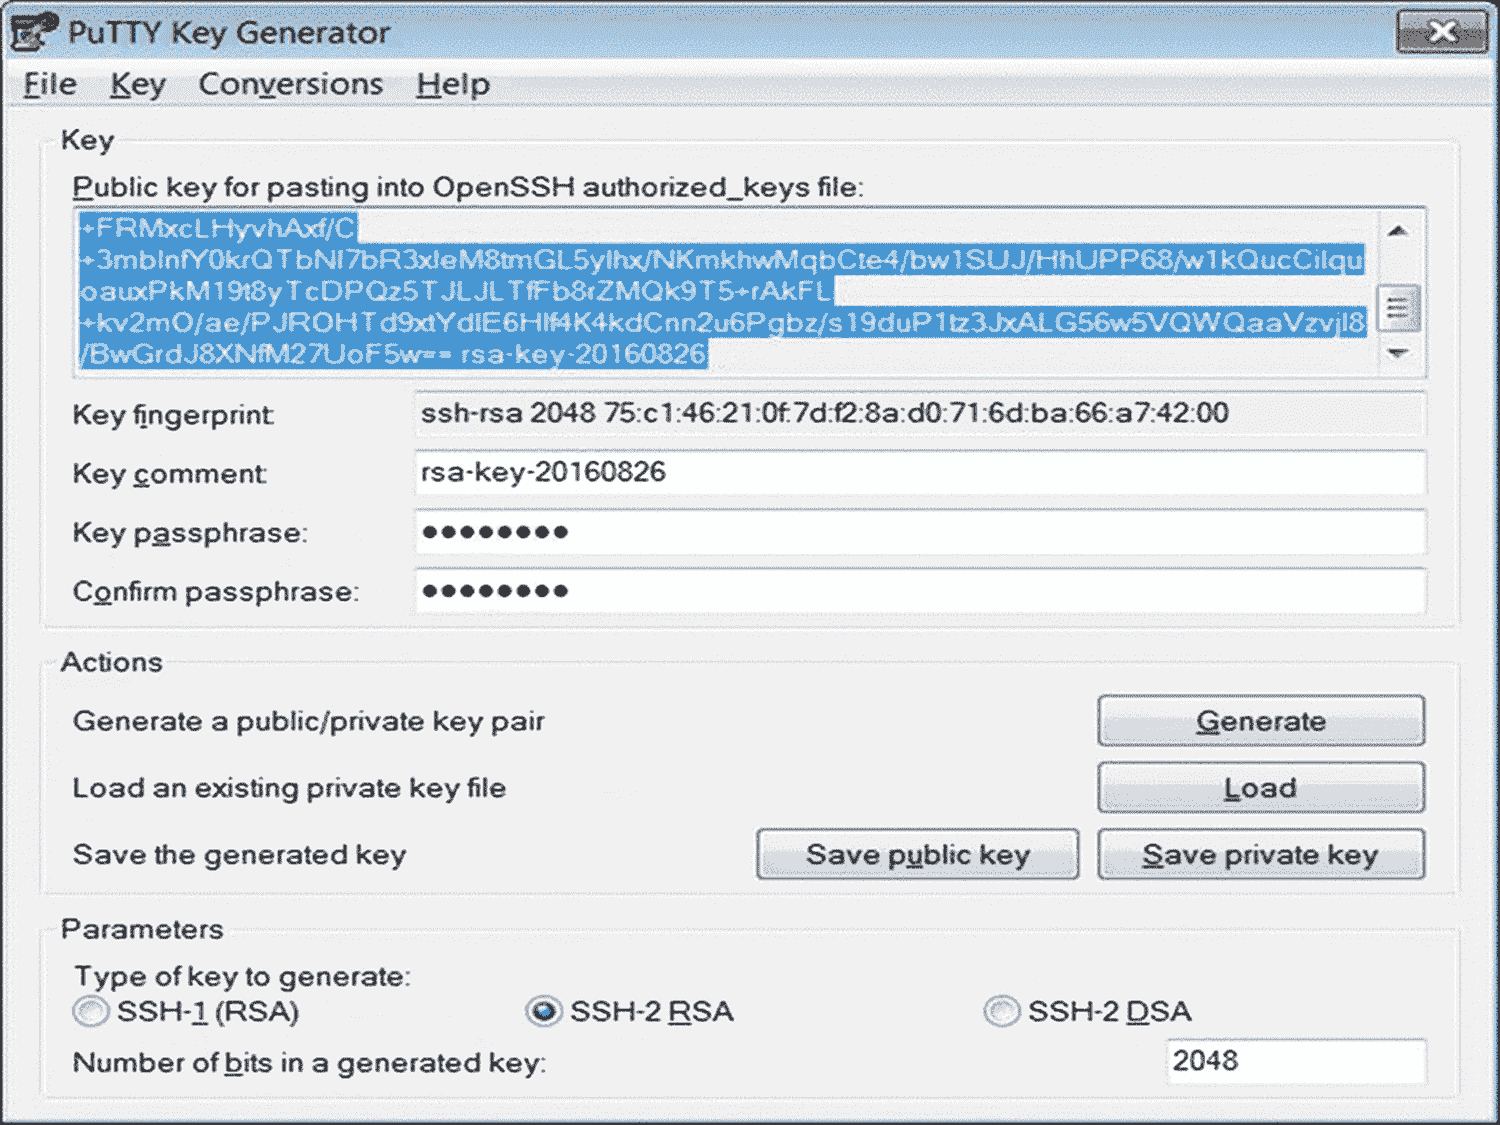 PuTTY Key Generator
File Key Conversions Help
Key
Public key for pasting into OpenSSH authorized_keys file:
+FRMxcLHyvhAxf/C
+3mbInfY0krQTbNI7bR3xIeM8tmGL5yIhx/NKmkhwMqbCte4/bw1SUJ/HhUPP68/w1kQucCiIqu
oauxPkM19t8yTcDPQz5TJLJLTfFb8rZMQk9T5+rAkFL
+kv2mO/ae/PJROHTd9xtYdIE6HIf4K4kdCnn2u6Pgbz/s19duP1tz3JxALG56w5VQWQaaVzvjI8
/BwGrdJ8XNfM27UoF5w== rsa-key-20160826
Key fingerprint: ssh-rsa 2048 75:c1:46:21:0f:7d:f2:8a:d0:71:6d:ba:66:a7:42:00
Key comment: rsa-key-20160826
Key passphrase: ●●●●●●●●
Confirm passphrase: ●●●●●●●●
Actions
Generate a public/private key pair Generate
Load an existing private key file Load
Save the generated key Save public key Save private key
Parameters
Type of key to generate:
SSH-1 (RSA) SSH-2 RSA SSH-2 DSA
Number of bits in a generated key: 2048